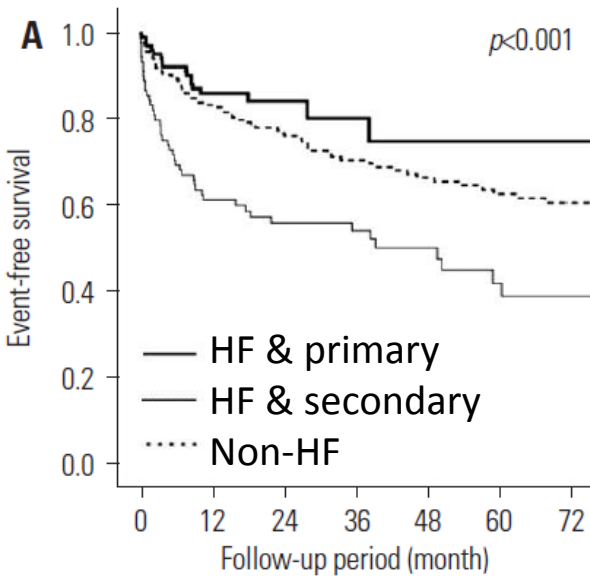 A
p<0.001
Event-free survival
1.0
0.8
0.6
0.4
0.2
0.0
HF & primary
HF & secondary
Non-HF
0 12 24 36 48 60 72
Follow-up period (month)